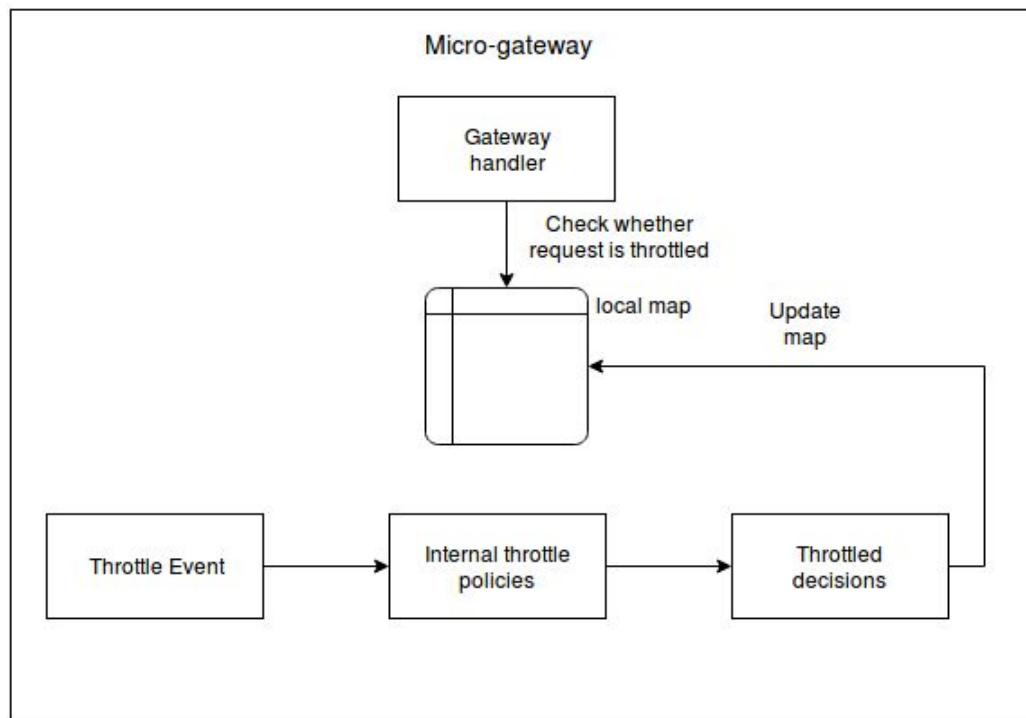 Micro-gateway
Gateway
handler
Check whether
request is throttled
local map
Update
map
Throttle Event
Internal throttle
policies
Throttled
decisions